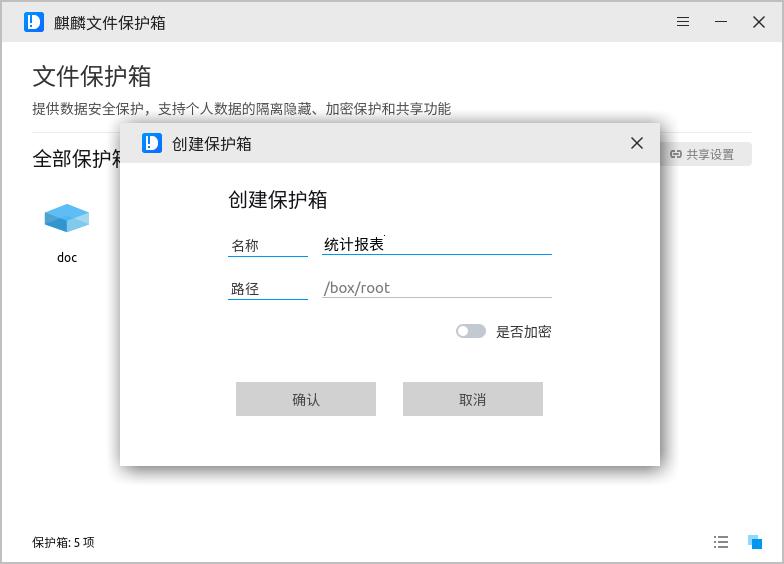 麒麟文件保护箱
文件保护箱
提供数据安全保护，支持个人数据的隔离隐藏、加密保护和共享功能
全部保护箱
共享设置
doc
创建保护箱
创建保护箱
名称
统计报表
路径
/box/root
是否加密
确认
取消
保护箱: 5 项